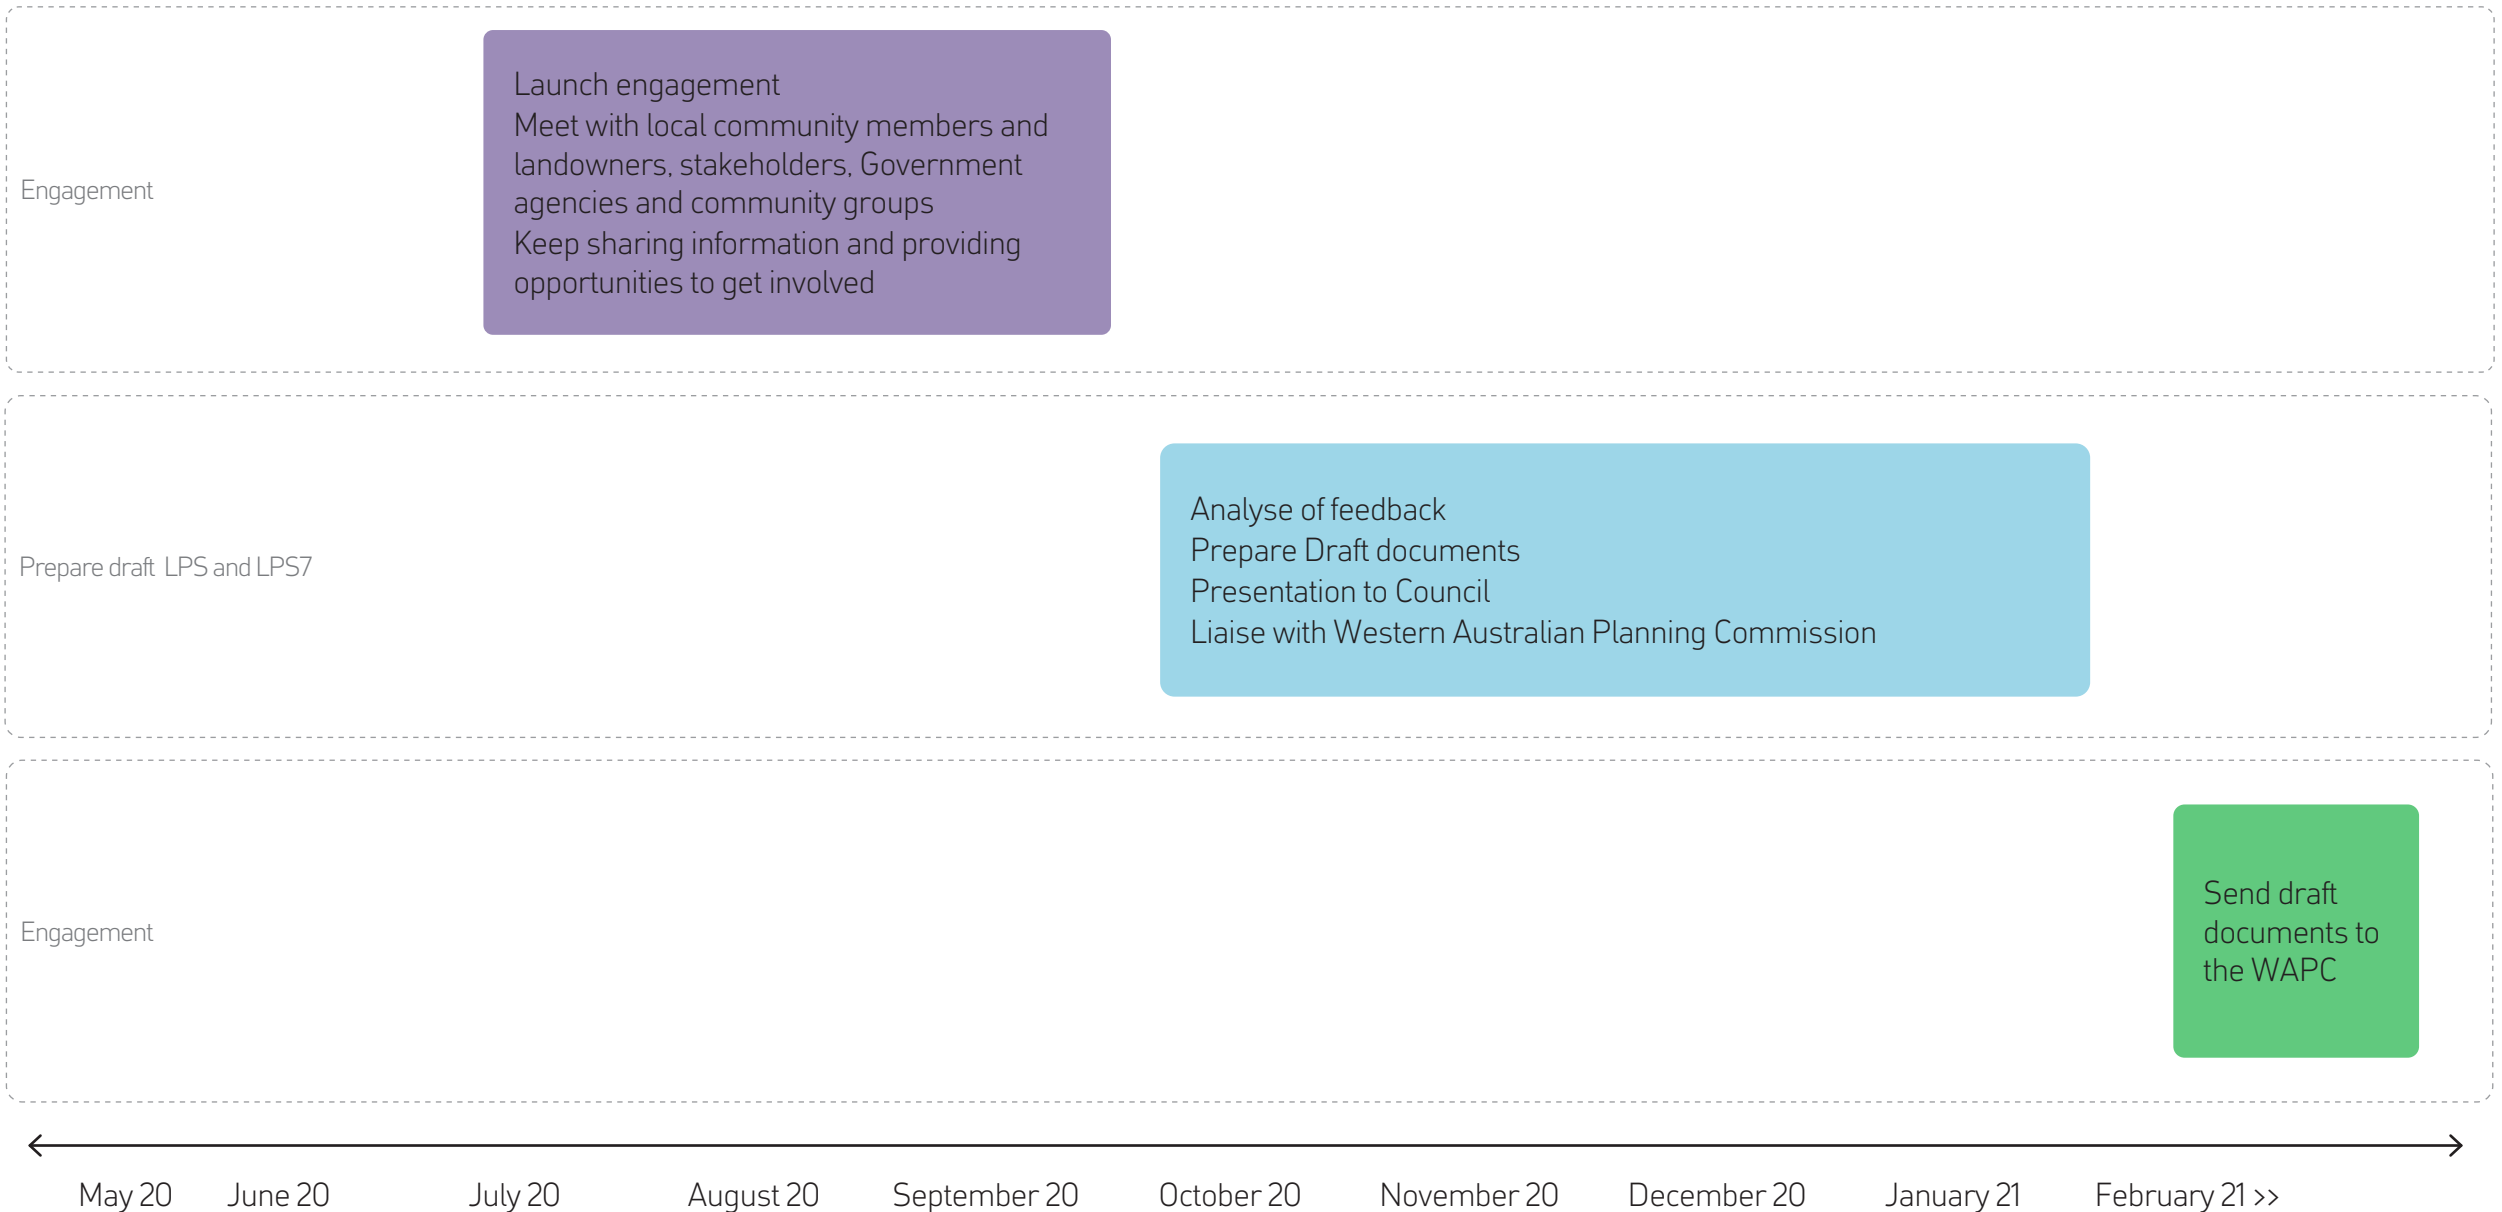 Engagement
Launch engagement
Meet with local community members and
landowners, stakeholders, Government
agencies and community groups
Keep sharing information and providing
opportunities to get involved
Prepare draft LPS and LPS7
Analyse of feedback
Prepare Draft documents
Presentation to Council
Liaise with Western Australian Planning Commission
Engagement
Send draft
documents to
the WAPC
May 20 June 20 July 20 August 20 September 20 October 20 November 20 December 20 January 21 February 21 >>